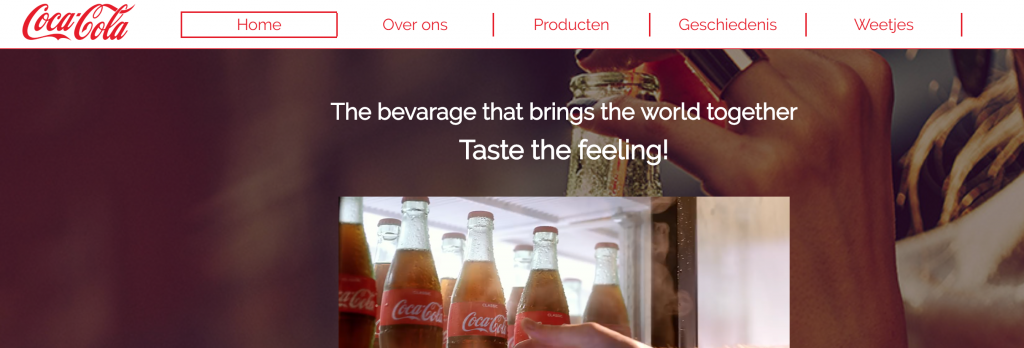 Coca-Cola
Home
Over ons
Producten
Geschiedenis
Weetjes
The bevarage that brings the world together
Taste the feeling!
Coca-Cola
Coca-Cola
Coca-Cola